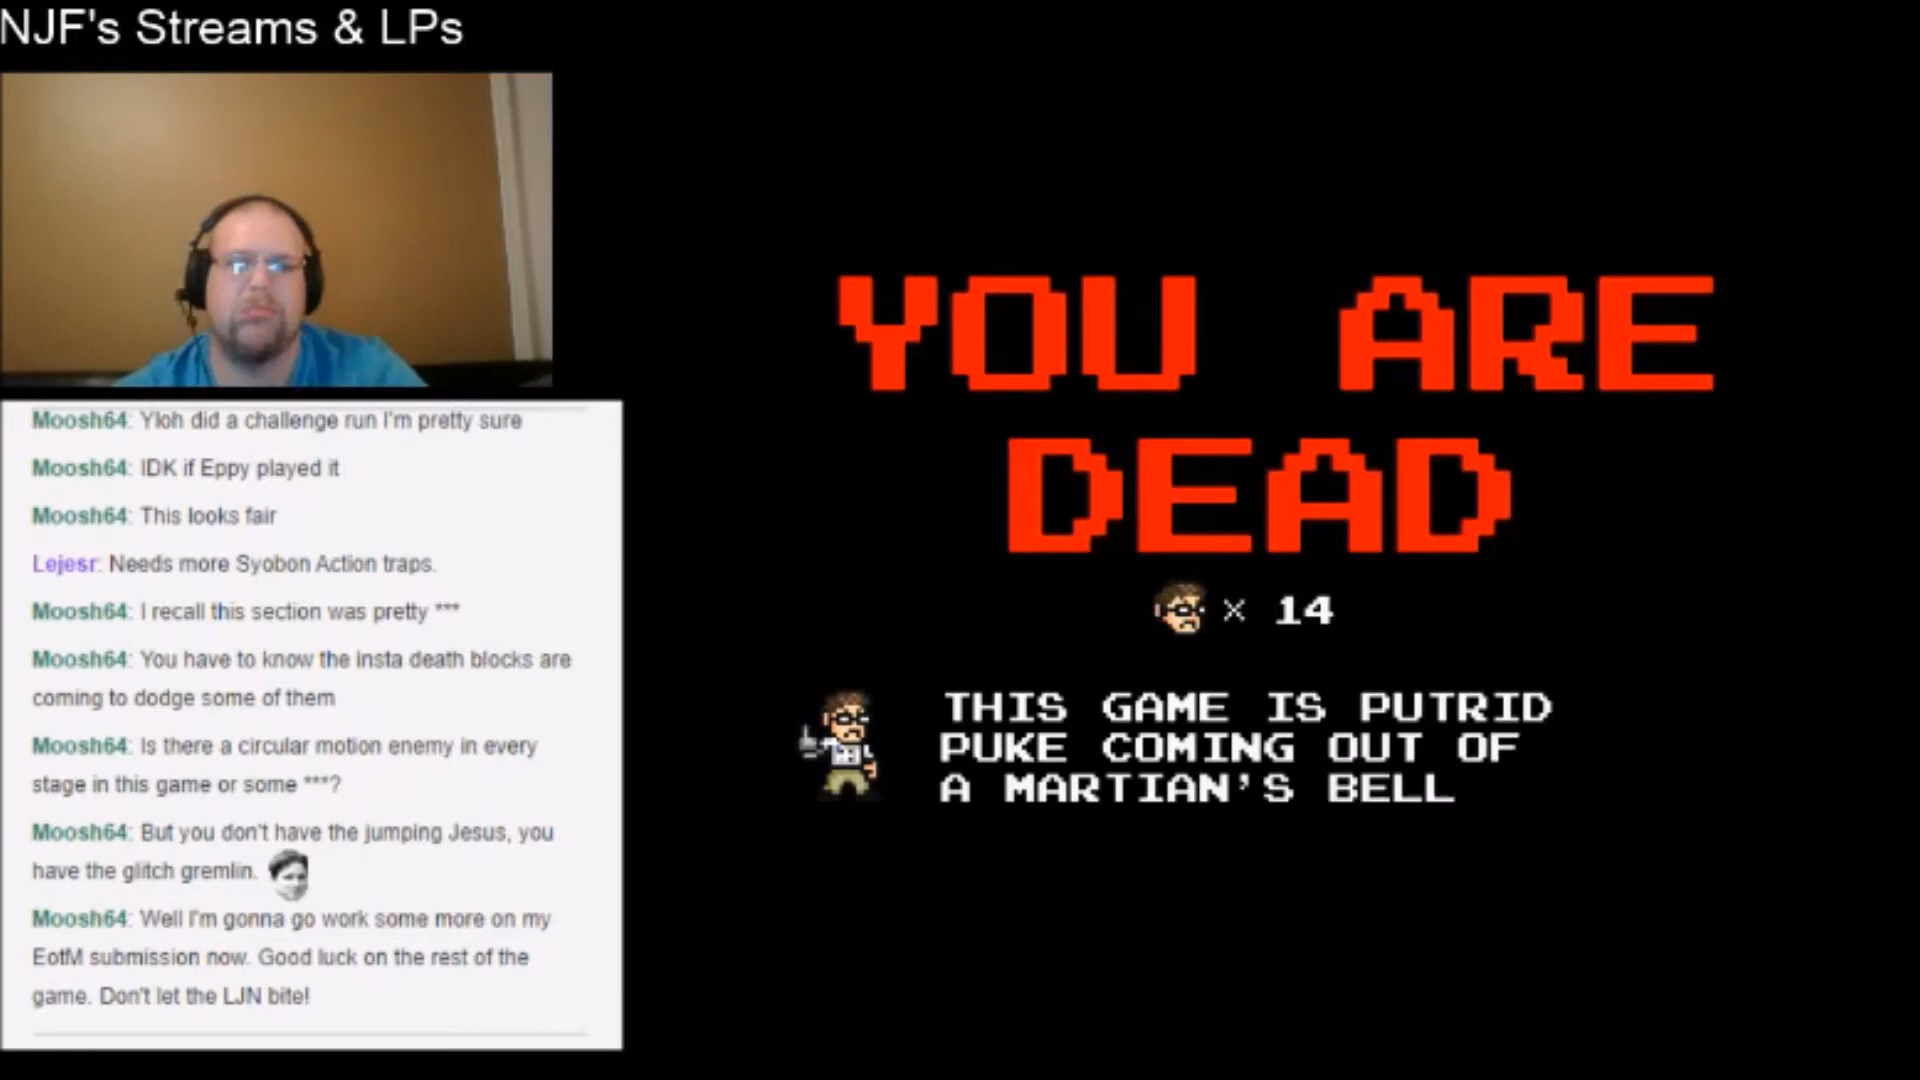 NJF's Streams & LPs
Moosh64: Yloh did a challenge run I'm pretty sure
Moosh64: IDK if Eppy played it
Moosh64: This looks fair
Lejesr: Needs more Syobon Action traps.
Moosh64: I recall this section was pretty ***
Moosh64: You have to know the insta death blocks are
coming to dodge some of them
Moosh64: Is there a circular motion enemy in every
stage in this game or some ***?
Moosh64: But you don't have the jumping Jesus, you
have the glitch gremlin.
Moosh64: Well I'm gonna go work some more on my
EotM submission now. Good luck on the rest of the
game. Don't let the LJN bite!
YOU ARE
DEAD
× 14
THIS GAME IS PUTRID
PUKE COMING OUT OF
A MARTIAN'S BELL